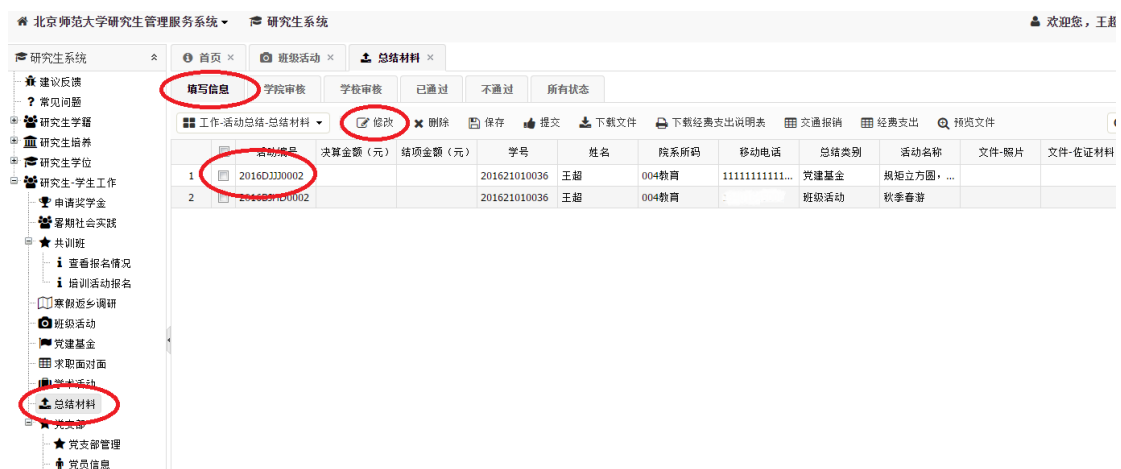 北京师范大学研究生管理服务系统 研究生系统 欢迎您，王超
研究生系统
首页 × 班级活动 × 总结材料 ×
建议反馈
常见问题
研究生学籍
研究生培养
研究生学位
研究生-学生工作
申请奖学金
暑期社会实践
共训班
查看报名情况
培训活动报名
寒假返乡调研
班级活动
党建基金
求职面对面
学术活动
总结材料
党支部
党支部管理
党员信息
填写信息 学院审核 学校审核 已通过 不通过 所有状态
工作-活动总结-总结材料 修改 删除 保存 提交 下载文件 下载经费支出说明表 交通报销 经费支出 预览文件
活动编号 决算金额（元） 结项金额（元） 学号 姓名 院系所码 移动电话 总结类别 活动名称 文件-照片 文件-佐证材料
1 2016DJJJ0002 201621010036 王超 004教育 11111111111... 党建基金 规矩立方圆，...
2 201621010036 王超 004教育 班级活动 秋季春游